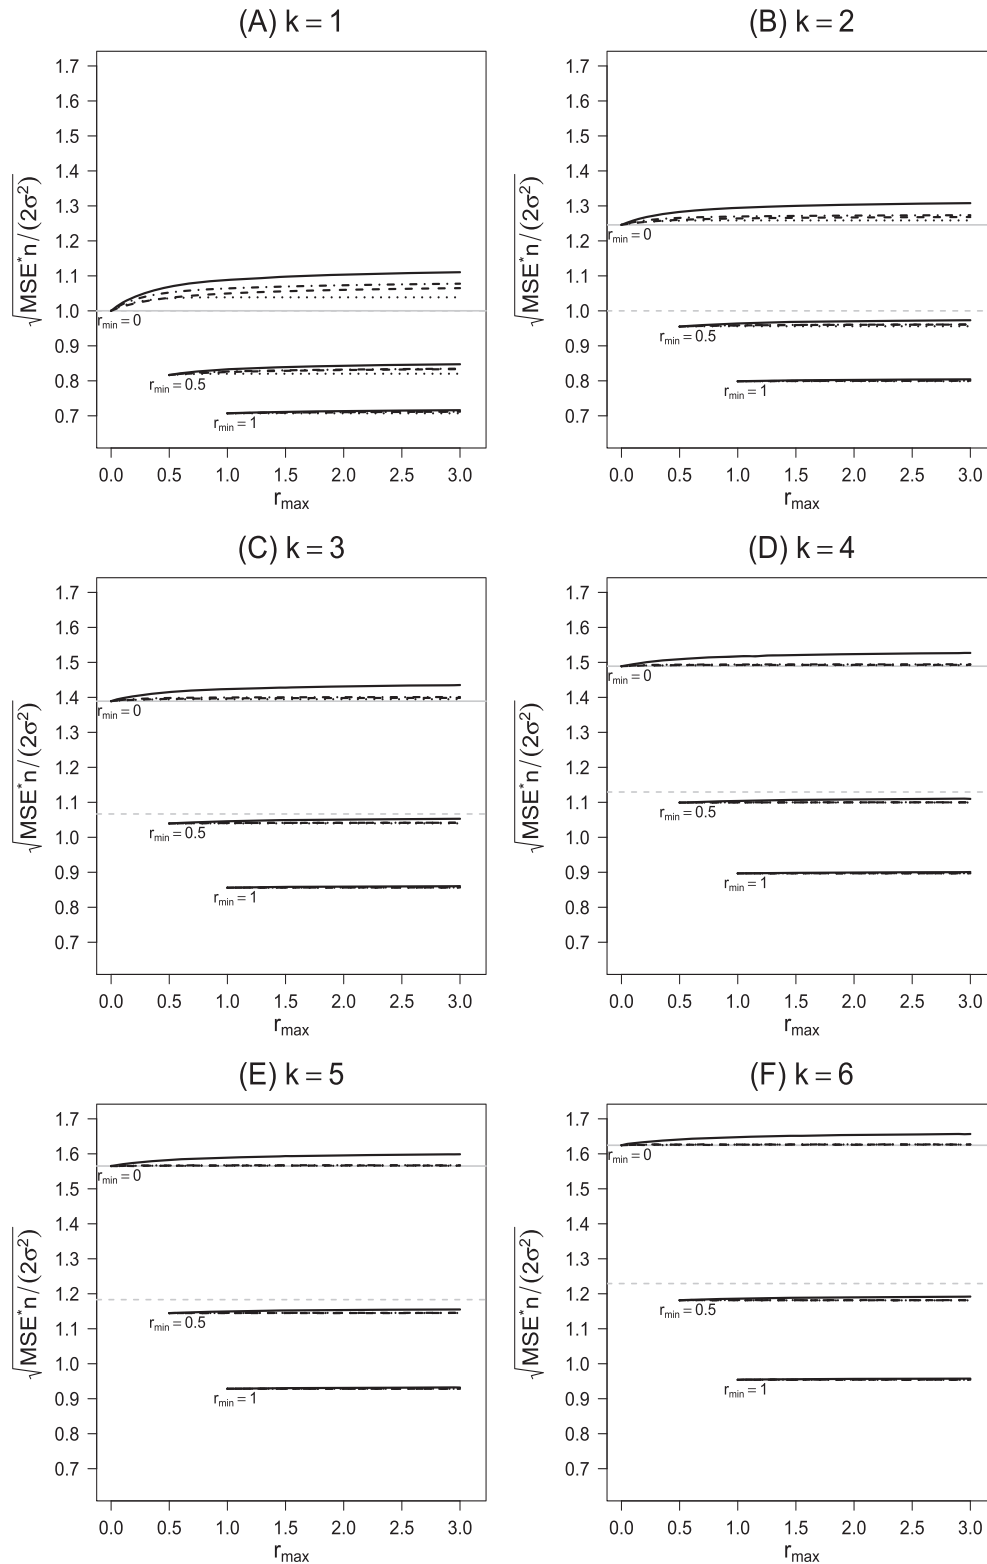 (A) k = 1
1.7
1.6
1.5
1.4
1.3
1.2
1.1
1.0
0.9
0.8
0.7
√MSE*n/(2σ²)
r_min = 0
r_min = 0.5
r_min = 1
0.0 0.5 1.0 1.5 2.0 2.5 3.0
r_max
(B) k = 2
1.7
1.6
1.5
1.4
1.3
1.2
1.1
1.0
0.9
0.8
0.7
√MSE*n/(2σ²)
r_min = 0
r_min = 0.5
r_min = 1
0.0 0.5 1.0 1.5 2.0 2.5 3.0
r_max
(C) k = 3
1.7
1.6
1.5
1.4
1.3
1.2
1.1
1.0
0.9
0.8
0.7
√MSE*n/(2σ²)
r_min = 0
r_min = 0.5
r_min = 1
0.0 0.5 1.0 1.5 2.0 2.5 3.0
r_max
(D) k = 4
1.7
1.6
1.5
1.4
1.3
1.2
1.1
1.0
0.9
0.8
0.7
√MSE*n/(2σ²)
r_min = 0
r_min = 0.5
r_min = 1
0.0 0.5 1.0 1.5 2.0 2.5 3.0
r_max
(E) k = 5
1.7
1.6
1.5
1.4
1.3
1.2
1.1
1.0
0.9
0.8
0.7
√MSE*n/(2σ²)
r_min = 0
r_min = 0.5
r_min = 1
0.0 0.5 1.0 1.5 2.0 2.5 3.0
r_max
(F) k = 6
1.7
1.6
1.5
1.4
1.3
1.2
1.1
1.0
0.9
0.8
0.7
√MSE*n/(2σ²)
r_min = 0
r_min = 0.5
r_min = 1
0.0 0.5 1.0 1.5 2.0 2.5 3.0
r_max